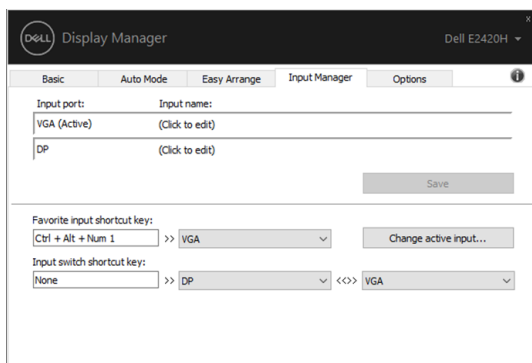 x
DELL Display Manager Dell E2420H
Basic Auto Mode Easy Arrange Input Manager Options i
Input port: Input name:
VGA (Active) (Click to edit)
DP (Click to edit)
Save
Favorite input shortcut key:
Ctrl + Alt + Num 1 >> VGA Change active input...
Input switch shortcut key:
None >> DP <<>> VGA